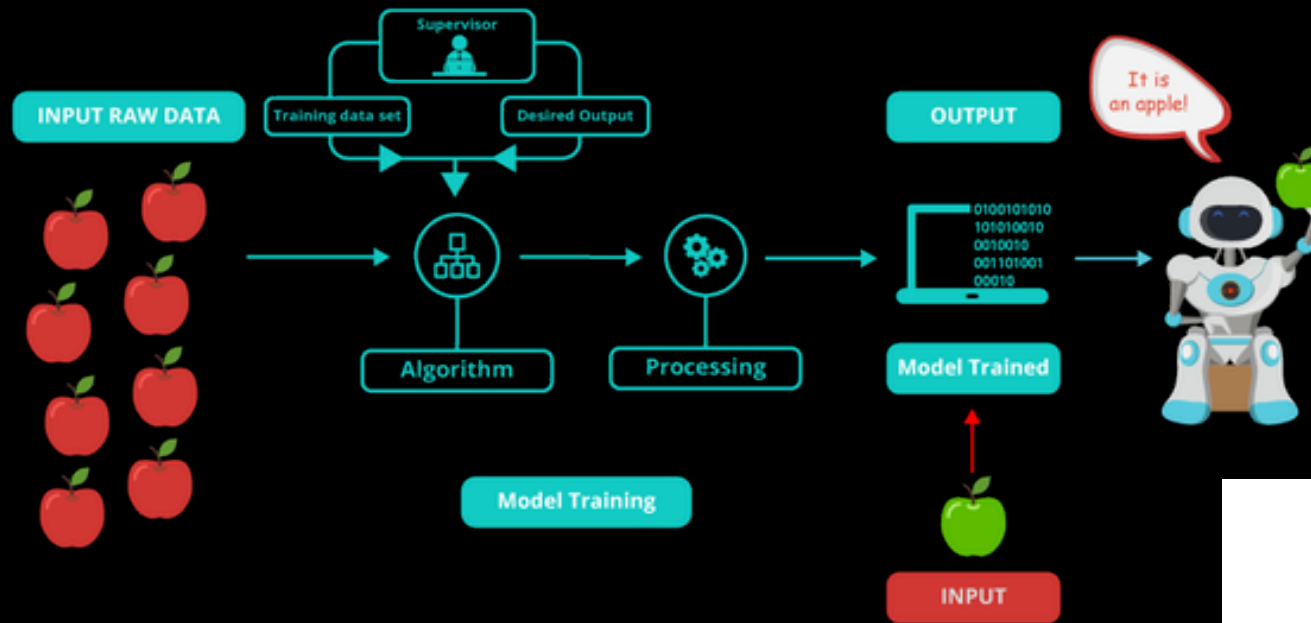 Supervisor
INPUT RAW DATA
Training data set
Desired Output
OUTPUT
It is
an apple!
0100101010
101010010
0010010
001101001
00010
Algorithm
Processing
Model Trained
Model Training
INPUT